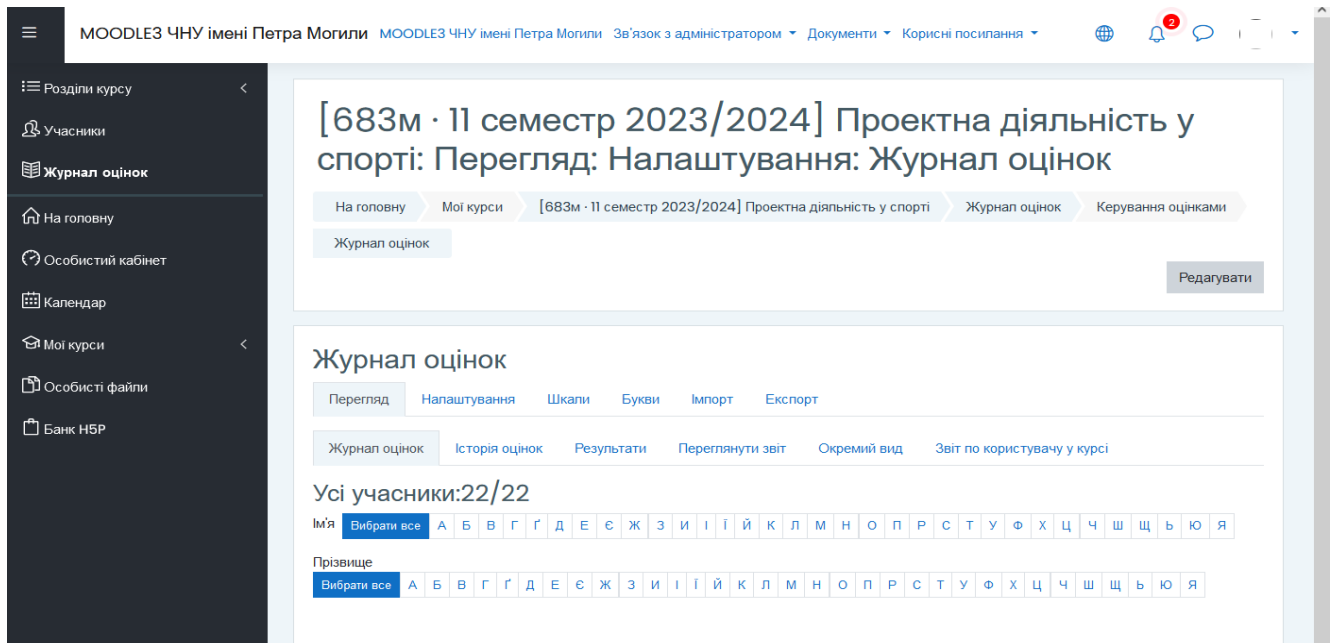 MOODLE3 ЧНУ імені Петра Могили MOODLE3 ЧНУ імені Петра Могили Зв'язок з адміністратором Документи Корисні посилання 2
Розділи курсу
Учасники
Журнал оцінок
На головну
Особистий кабінет
Календар
Мої курси
Особисті файли
Банк H5P
[683м · 11 семестр 2023/2024] Проектна діяльність у
спорті: Перегляд: Налаштування: Журнал оцінок
На головну Мої курси [683м · 11 семестр 2023/2024] Проектна діяльність у спорті Журнал оцінок Керування оцінками
Журнал оцінок
Редагувати
Журнал оцінок
Перегляд Налаштування Шкали Букви Імпорт Експорт
Журнал оцінок Історія оцінок Результати Переглянути звіт Окремий вид Звіт по користувачу у курсі
Усі учасники:22/22
Ім'я Вибрати все А Б В Г Ґ Д Е Є Ж З И І Ї Й К Л М Н О П Р С Т У Ф Х Ц Ч Ш Щ Ь Ю Я
Прізвище
Вибрати все А Б В Г Ґ Д Е Є Ж З И І Ї Й К Л М Н О П Р С Т У Ф Х Ц Ч Ш Щ Ь Ю Я